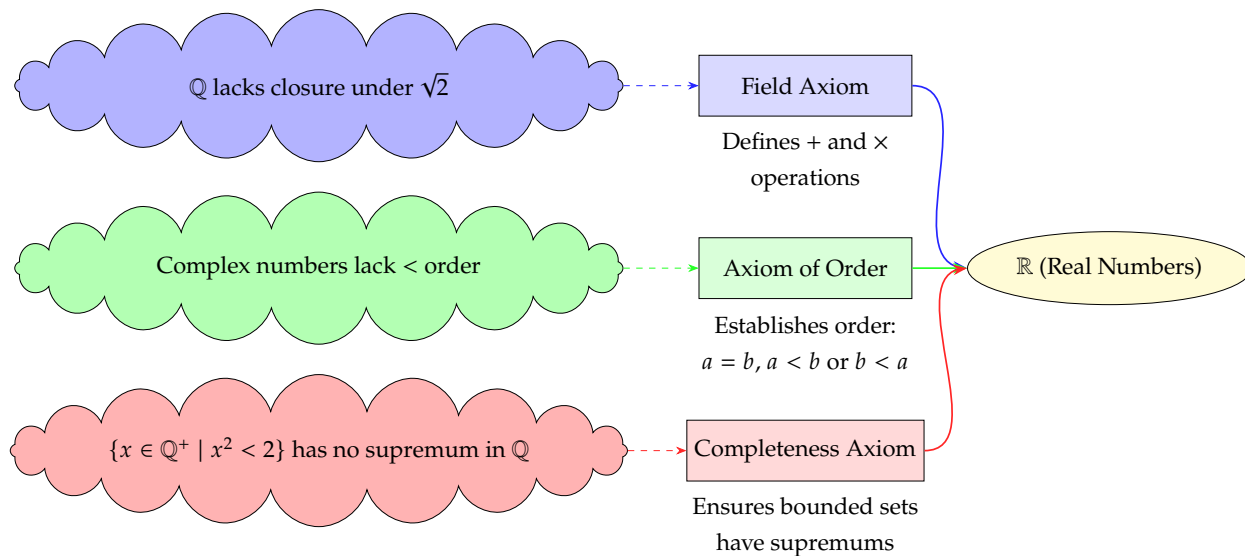 ℚ lacks closure under √2
Field Axiom
Defines + and ×
operations
Complex numbers lack < order
Axiom of Order
ℝ (Real Numbers)
Establishes order:
a = b, a < b or b < a
{x ∈ ℚ⁺ | x² < 2} has no supremum in ℚ
Completeness Axiom
Ensures bounded sets
have supremums